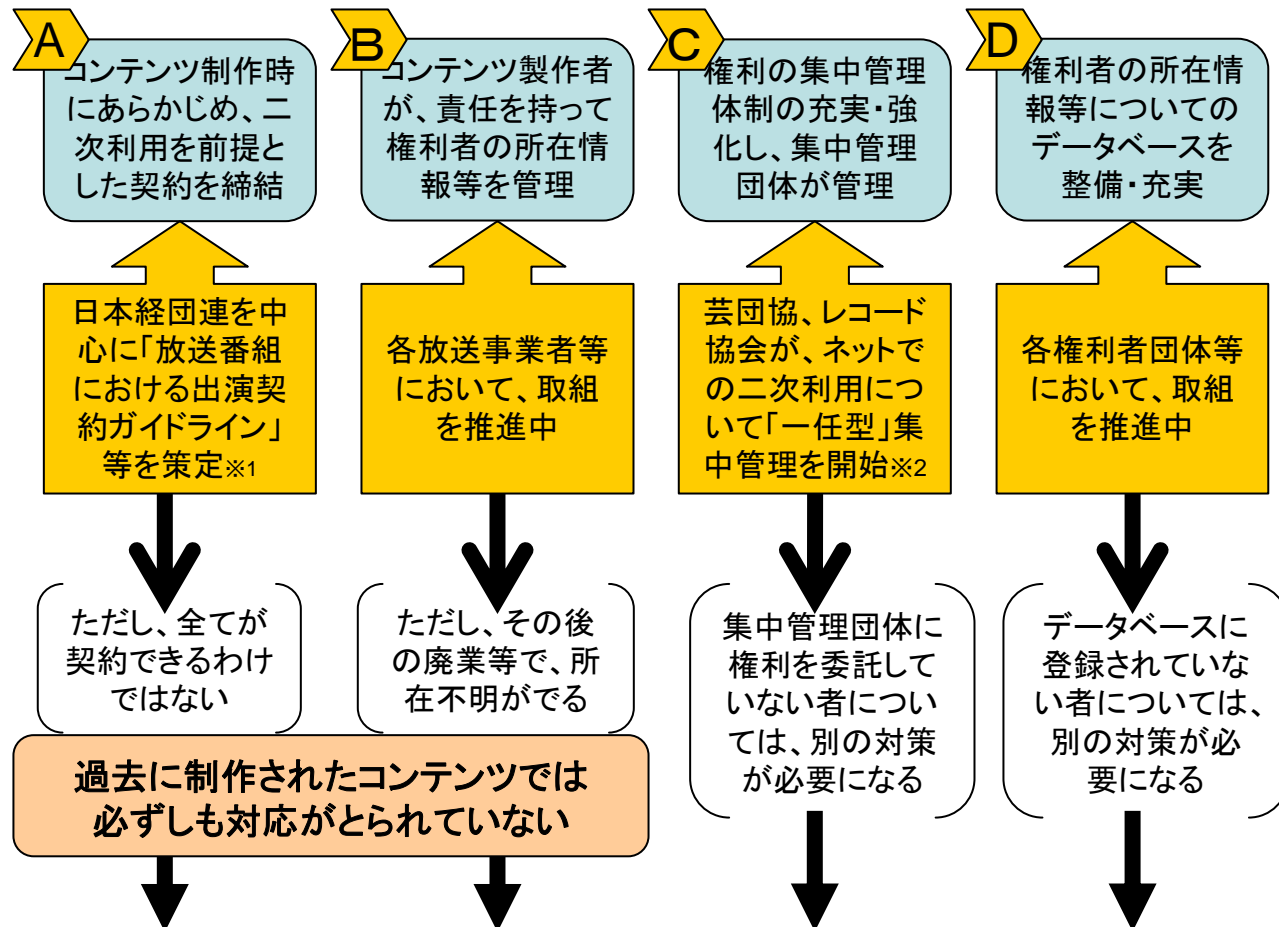 A
コンテンツ制作時
にあらかじめ、二
次利用を前提と
した契約を締結
B
コンテンツ製作者
が、責任を持って
権利者の所在情
報等を管理
C
権利の集中管理
体制の充実・強
化し、集中管理
団体が管理
D
権利者の所在情
報等についての
データベースを
整備・充実
日本経団連を中
心に「放送番組
における出演契
約ガイドライン」
等を策定※1
各放送事業者等
において、取組
を推進中
芸団協、レコード
協会が、ネットで
の二次利用につ
いて「一任型」集
中管理を開始※2
各権利者団体等
において、取組
を推進中
ただし、全てが
契約できるわけ
ではない
ただし、その後
の廃業等で、所
在不明がでる
集中管理団体に
権利を委託して
いない者につい
ては、別の対策
が必要になる
データベースに
登録されていな
い者については、
別の対策が必
要になる
過去に制作されたコンテンツでは
必ずしも対応がとられていない